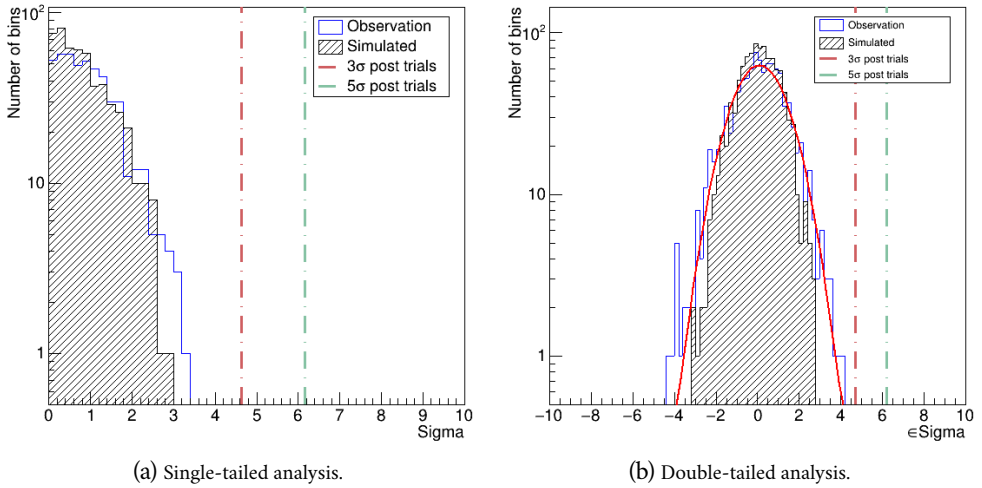 Number of bins
10²
10
1
Observation
Simulated
3σ post trials
5σ post trials
0 1 2 3 4 5 6 7 8 9 10
Sigma
(a) Single-tailed analysis.
Number of bins
10²
10
1
Observation
Simulated
3σ post trials
5σ post trials
−10 −8 −6 −4 −2 0 2 4 6 8 10
∈Sigma
(b) Double-tailed analysis.